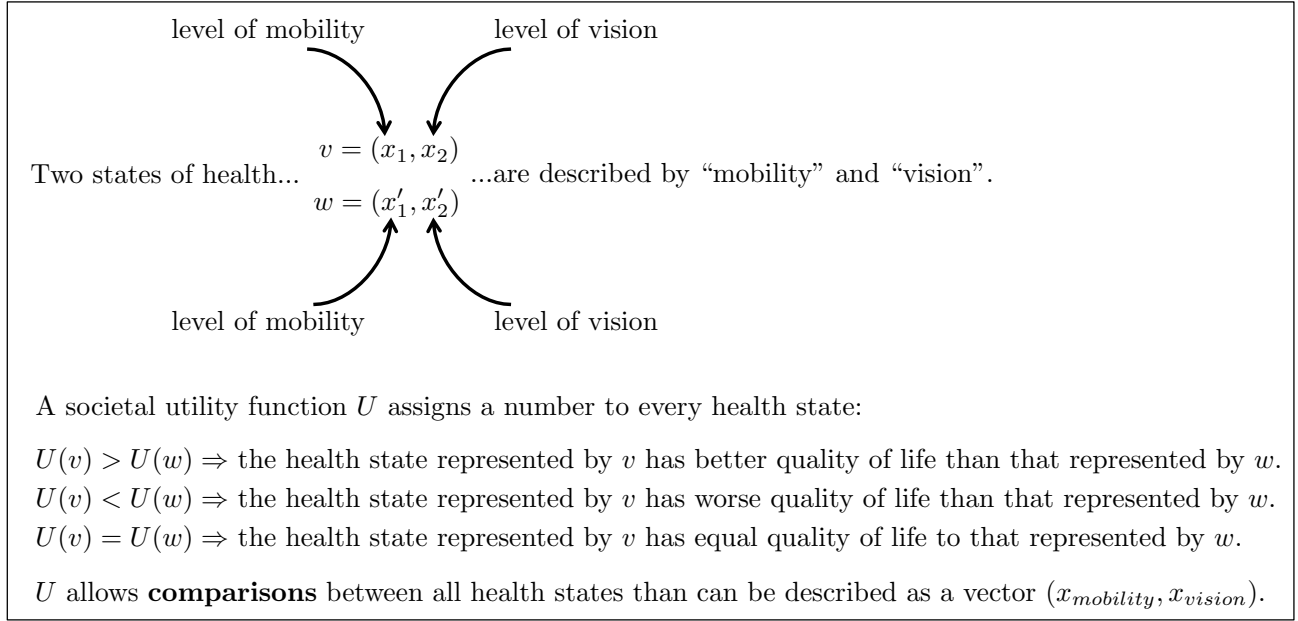 level of mobility level of vision
v = (x₁, x₂)
Two states of health... ...are described by “mobility” and “vision”.
w = (x′₁, x′₂)
level of mobility level of vision
A societal utility function U assigns a number to every health state:
U(v) > U(w) ⇒ the health state represented by v has better quality of life than that represented by w.
U(v) < U(w) ⇒ the health state represented by v has worse quality of life than that represented by w.
U(v) = U(w) ⇒ the health state represented by v has equal quality of life to that represented by w.
U allows comparisons between all health states than can be described as a vector (x_mobility, x_vision).